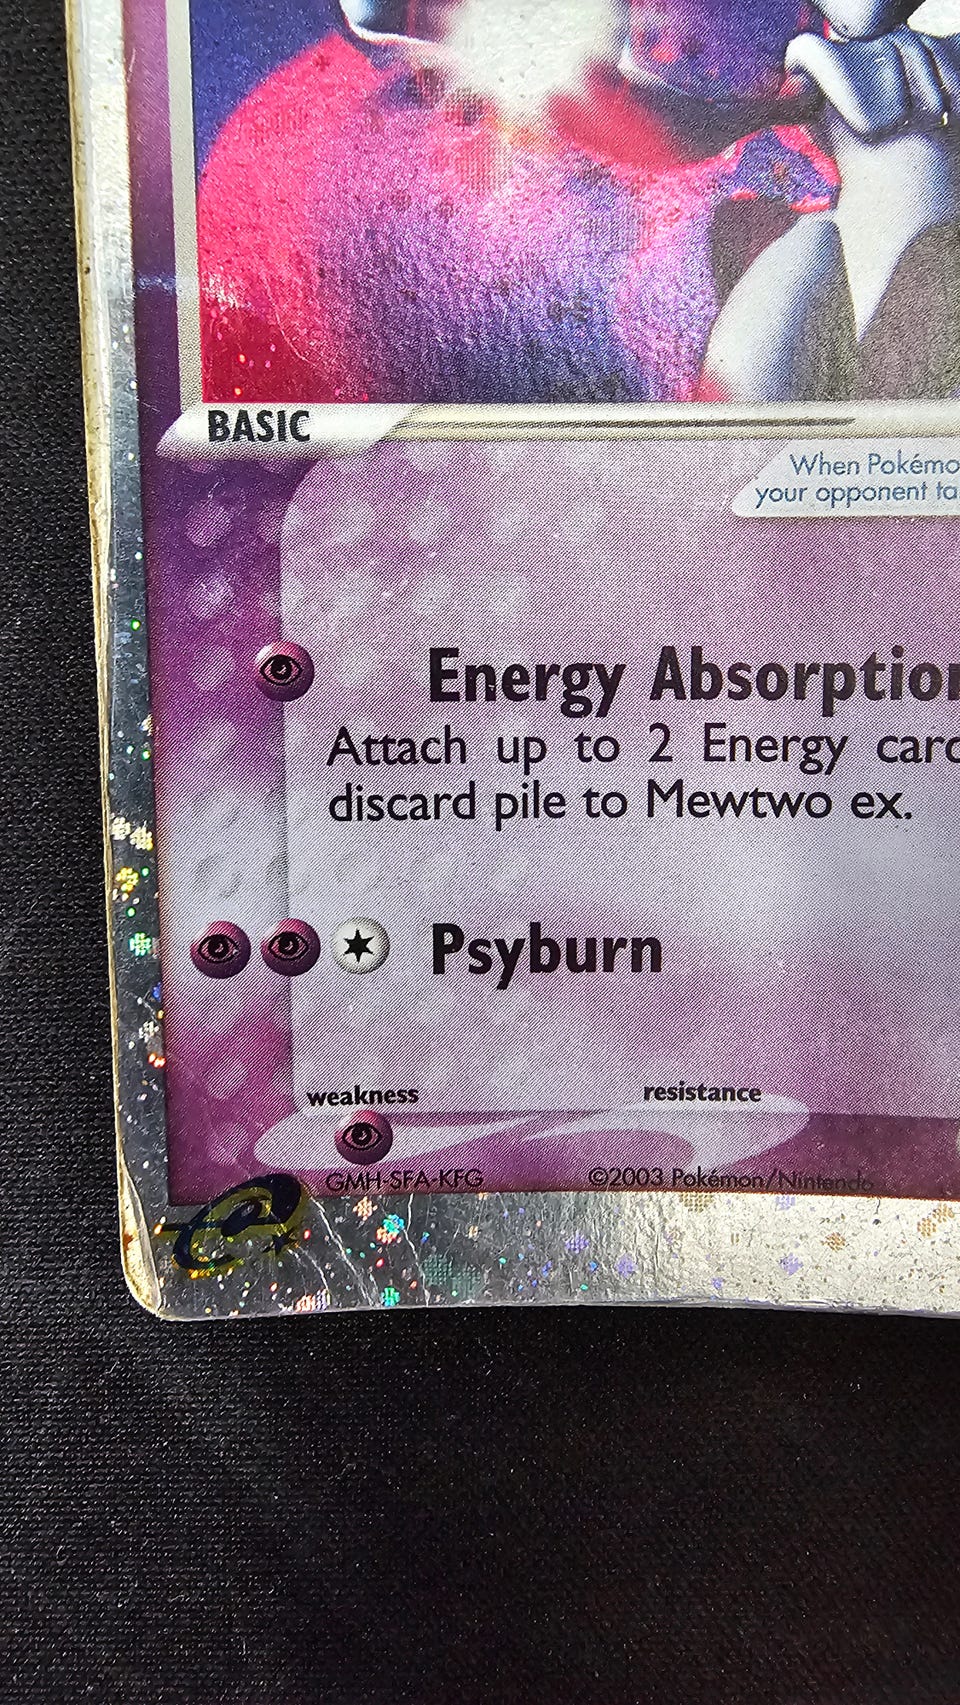 BASIC
When Pokémo
your opponent ta
Energy Absorption
Attach up to 2 Energy card
discard pile to Mewtwo ex.
Psyburn
weakness
resistance
GMH-SFA-KFG
©2003 Pokémon/Nintendo